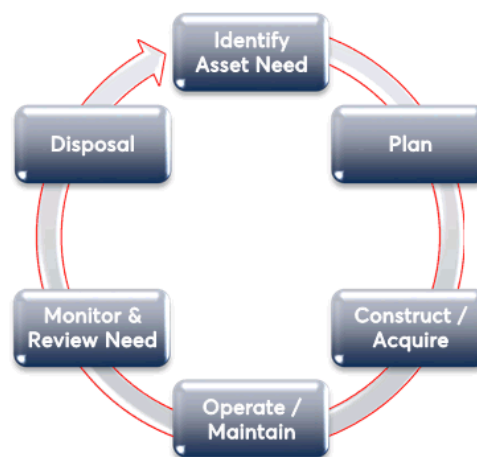 Identify
Asset Need
Plan
Construct /
Acquire
Operate /
Maintain
Monitor &
Review Need
Disposal